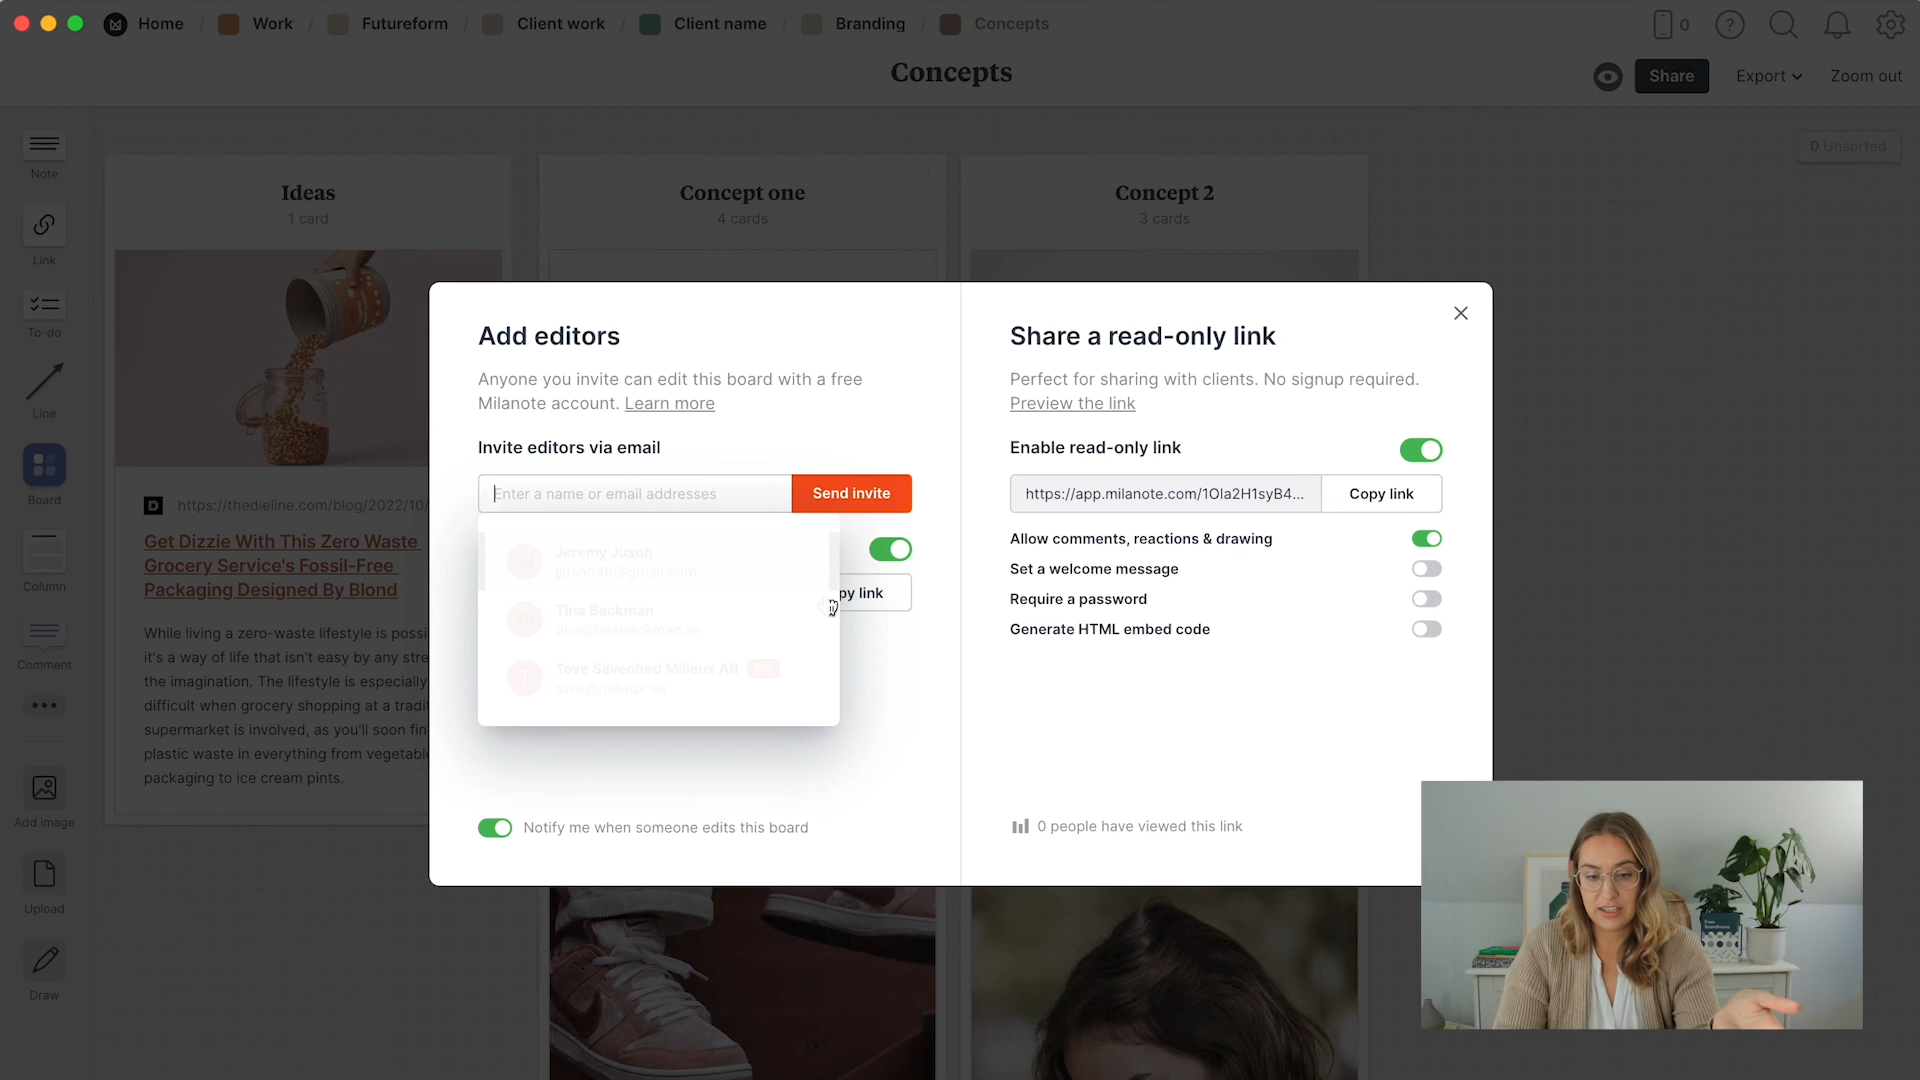 Home / Work / Futureform / Client work / Client name / Branding / Concepts
0
?
Concepts
Share
Export
Zoom out
0 Unsorted
Note
Link
To-do
Line
Board
Column
Comment
Add image
Upload
Draw
Ideas
1 card
D https://thedieline.com/blog/2022/10/
Get Dizzie With This Zero Waste
Grocery Service's Fossil-Free
Packaging Designed By Blond
While living a zero-waste lifestyle is possi
it's a way of life that isn't easy by any stre
the imagination. The lifestyle is especially
difficult when grocery shopping at a tradi
supermarket is involved, as you'll soon fin
plastic waste in everything from vegetabl
packaging to ice cream pints.
Concept one
4 cards
Concept 2
3 cards
Add editors
Anyone you invite can edit this board with a free
Milanote account. Learn more
Invite editors via email
Enter a name or email addresses
Send invite
Jeremy Jusoh
jjusoh48@gmail.com
Tina Backman
tina@tinabackman.se
Tove Sävenhed Milieux AB Pro
tove@milieux.se
py link
Notify me when someone edits this board
Share a read-only link
Perfect for sharing with clients. No signup required.
Preview the link
Enable read-only link
https://app.milanote.com/1Ola2H1syB4...
Copy link
Allow comments, reactions & drawing
Set a welcome message
Require a password
Generate HTML embed code
0 people have viewed this link